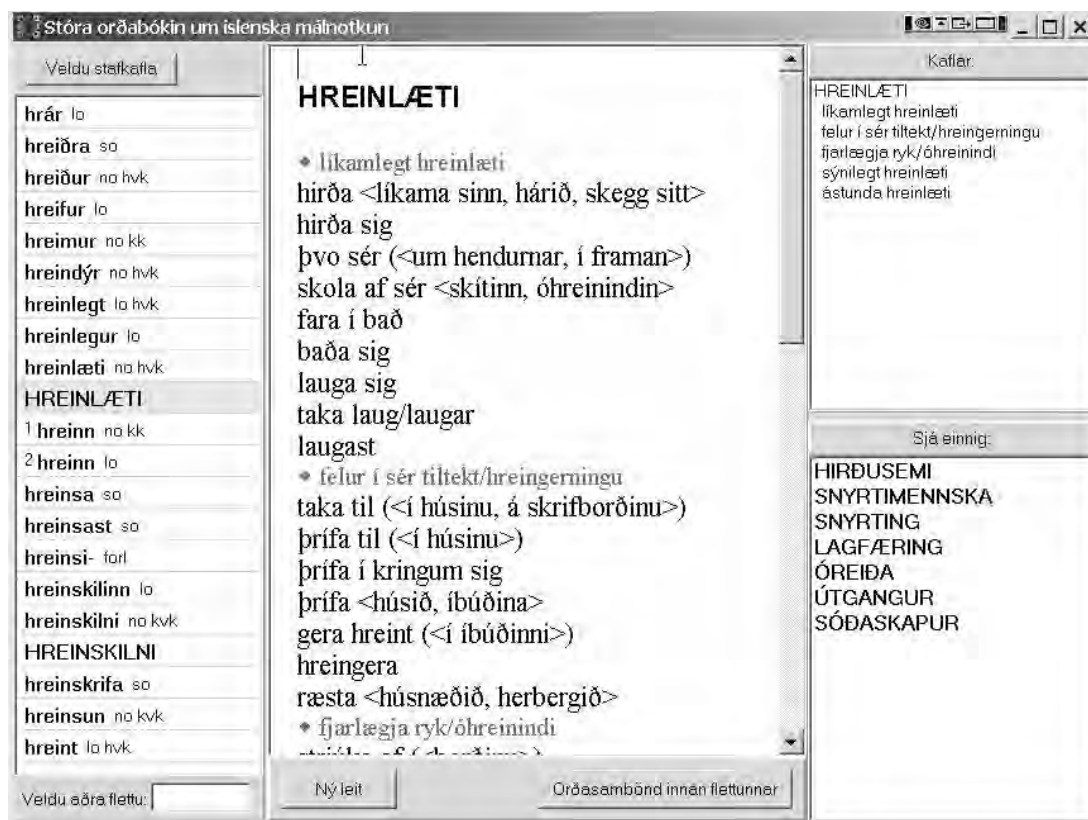 Stóra orðabókin um íslenska málnotkun
Veldu stafkafla
hrár lo
hreiðra so
hreiður no hvk
hreifur lo
hreimur no kk
hreindýr no hvk
hreinlegt lo hvk
hreinlegur lo
hreinlæti no hvk
HREINLÆTI
1 hreinn no kk
2 hreinn lo
hreinsa so
hreinsast so
hreinsi- forl
hreinskilinn lo
hreinskilni no kvk
HREINSKILNI
hreinskrifa so
hreinsun no kvk
hreint lo hvk
Veldu aðra flettu:
HREINLÆTI
• líkamlegt hreinlæti
hirða <líkama sinn, hárið, skegg sitt>
hirða sig
þvo sér (<um hendurnar, í framan>)
skola af sér <skítinn, óhreinindin>
fara í bað
baða sig
lauga sig
taka laug/laugar
laugast
• felur í sér tiltekt/hreingerningu
taka til (<í húsinu, á skrifborðinu>)
þrífa til (<í húsinu>)
þrífa í kringum sig
þrífa <húsið, íbúðina>
gera hreint (<í íbúðinni>)
hreingera
ræsta <húsnæðið, herbergið>
• fjarlægja ryk/óhreinindi
Ný leit
Orðasambönd innan flettunnar
Kaflar:
HREINLÆTI
líkamlegt hreinlæti
felur í sér tiltekt/hreingerningu
fjarlægja ryk/óhreinindi
sýnilegt hreinlæti
ástunda hreinlæti
Sjá einnig:
HIRÐUSEMI
SNYRTIMENNSKA
SNYRTING
LAGFÆRING
ÓREIÐA
ÚTGANGUR
SÓÐASKAPUR